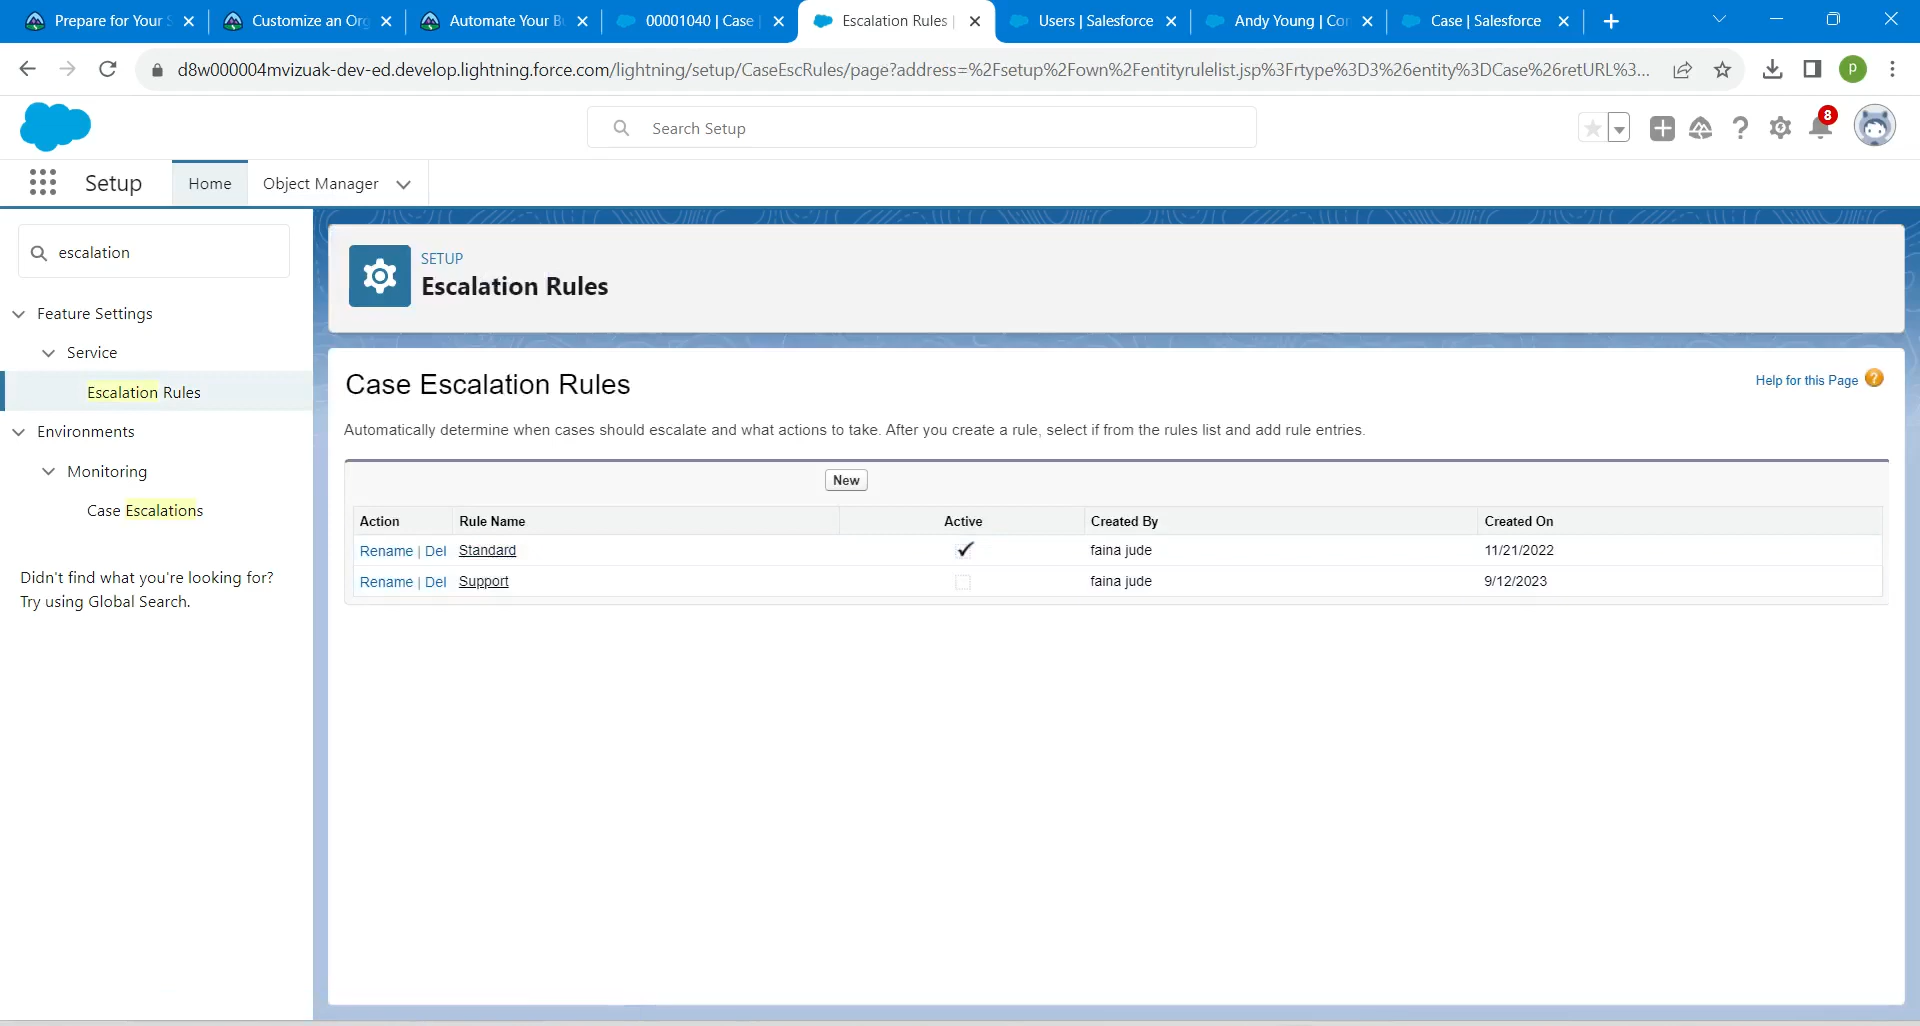 Prepare for Your S
Customize an Org
Automate Your B
00001040 | Case |
Escalation Rules |
Users | Salesforce
Andy Young | Con
Case | Salesforce
d8w000004mvizuak-dev-ed.develop.lightning.force.com/lightning/setup/CaseEscRules/page?address=%2Fsetup%2Fown%2Fentityrulelist.jsp%3Frtype%3D3%26entity%3DCase%26retURL%3...
P
Search Setup
8
Setup
Home
Object Manager
escalation
Feature Settings
Service
Escalation Rules
Environments
Monitoring
Case Escalations
Didn't find what you're looking for?
Try using Global Search.
SETUP
Escalation Rules
Case Escalation Rules
Help for this Page ?
Automatically determine when cases should escalate and what actions to take. After you create a rule, select if from the rules list and add rule entries.
New
Action Rule Name Active Created By Created On
Rename | Del Standard faina jude 11/21/2022
Rename | Del Support faina jude 9/12/2023